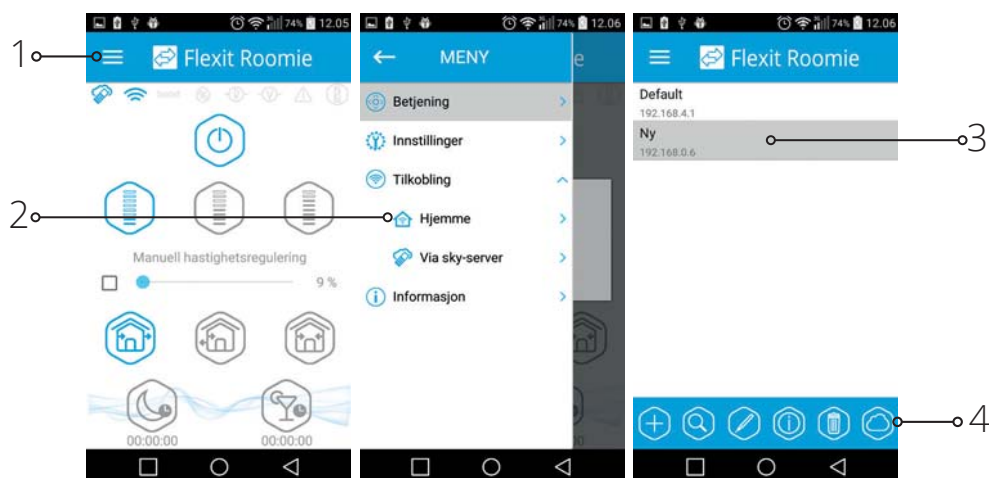 74% 12.05
1
Flexit Roomie
Manuell hastighetsregulering
9 %
00:00:00 00:00:00
74% 12.06
MENY
e
Betjening
Innstillinger
Tilkobling
2
Hjemme
Via sky-server
Informasjon
00
74% 12.06
Flexit Roomie
Default
192.168.4.1
Ny
192.168.0.6
3
4